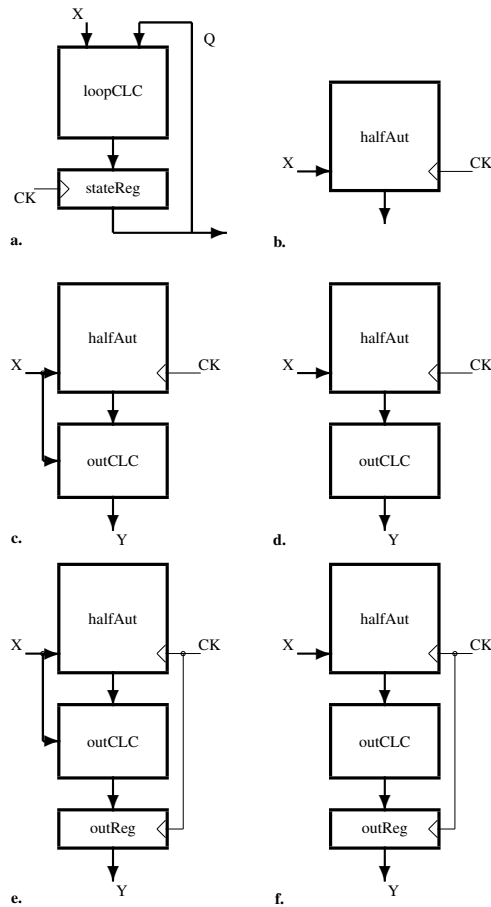 X
Q
loopCLC
stateReg
CK
a.
halfAut
X
CK
b.
halfAut
X
CK
outCLC
Y
c.
halfAut
X
CK
outCLC
Y
d.
halfAut
X
CK
outCLC
outReg
Y
e.
halfAut
X
CK
outCLC
outReg
Y
f.